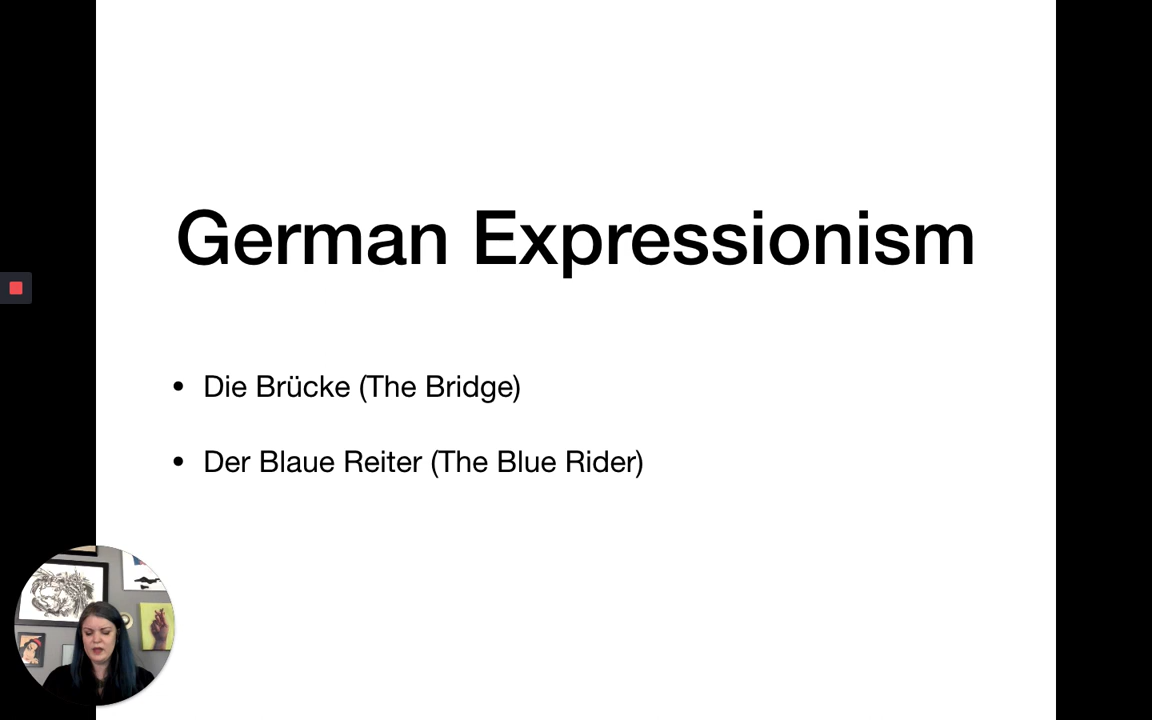 German Expressionism
• Die Brücke (The Bridge)
• Der Blaue Reiter (The Blue Rider)